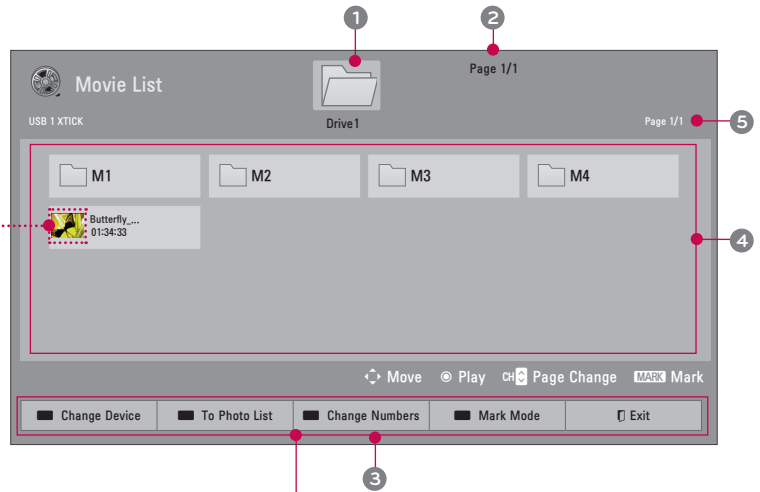 1
2
Page 1/1
Movie List
USB 1 XTICK
Drive1
Page 1/1
5
M1
M2
M3
M4
Butterfly_...
01:34:33
4
Move
Play
CH Page Change
MARK Mark
Change Device
To Photo List
Change Numbers
Mark Mode
Exit
3